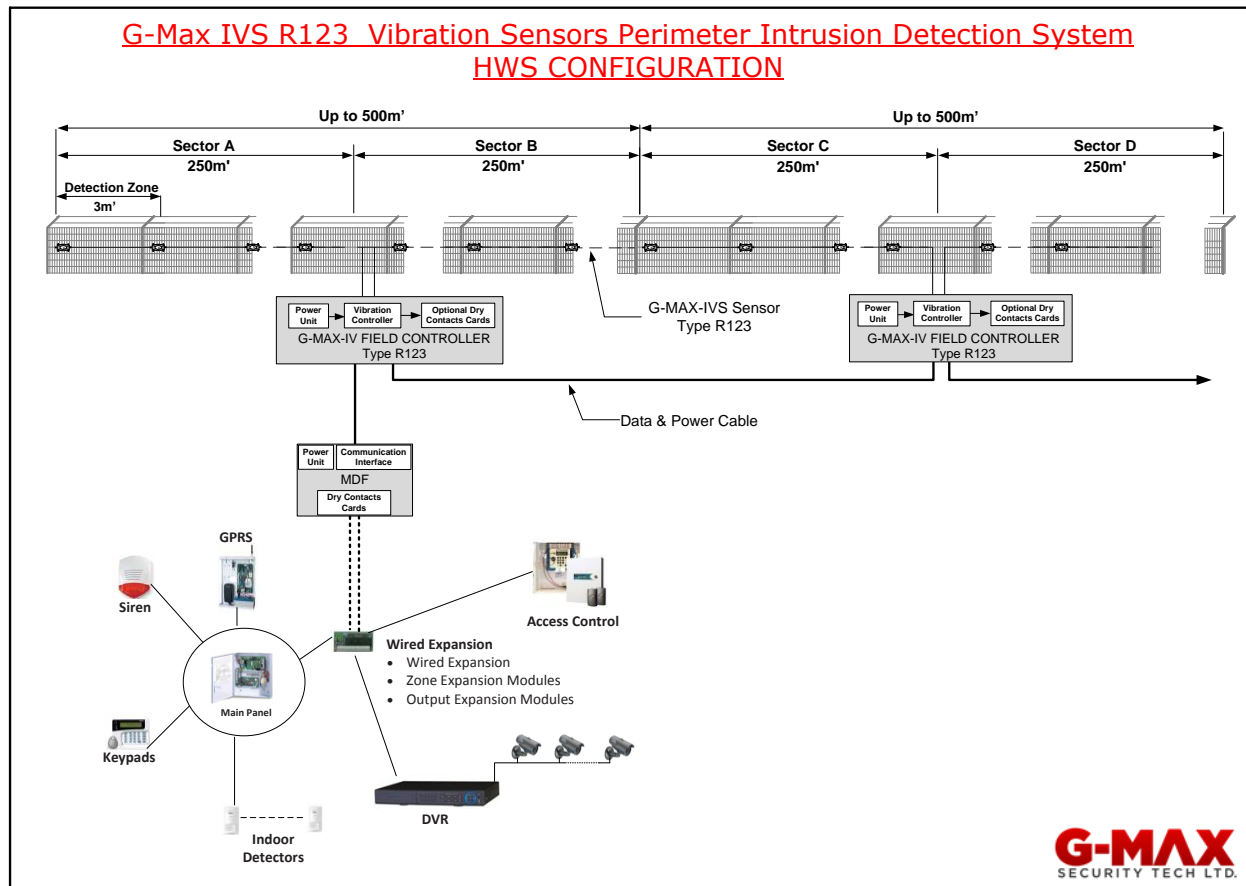 G-Max IVS R123 Vibration Sensors Perimeter Intrusion Detection System
HWS CONFIGURATION
Up to 500m’
Up to 500m’
Sector A
250m'
Sector B
250m'
Sector C
250m'
Sector D
250m'
Detection Zone
3m’
Power
Unit
Vibration
Controller
Optional Dry
Contacts Cards
G-MAX-IV FIELD CONTROLLER
Type R123
G-MAX-IVS Sensor
Type R123
Power
Unit
Vibration
Controller
Optional Dry
Contacts Cards
G-MAX-IV FIELD CONTROLLER
Type R123
Data & Power Cable
Power
Unit
Communication
Interface
MDF
Dry Contacts
Cards
GPRS
Siren
Access Control
Main Panel
Wired Expansion
• Wired Expansion
• Zone Expansion Modules
• Output Expansion Modules
Keypads
DVR
Indoor
Detectors
G-MAX
SECURITY TECH LTD.